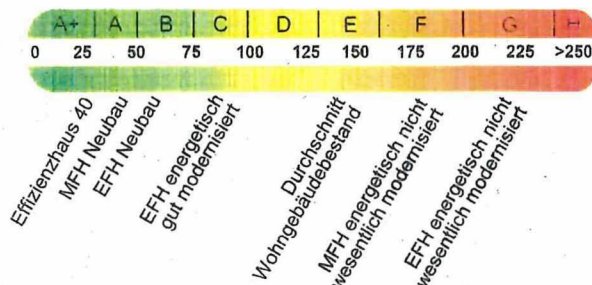 A+ A B C D E F G H
0 25 50 75 100 125 150 175 200 225 >250
Effizienzhaus 40
MFH Neubau
EFH Neubau
EFH energetisch
gut modernisiert
Durchschnitt
Wohngebäudebestand
MFH energetisch nicht
wesentlich modernisiert
EFH energetisch nicht
wesentlich modernisiert